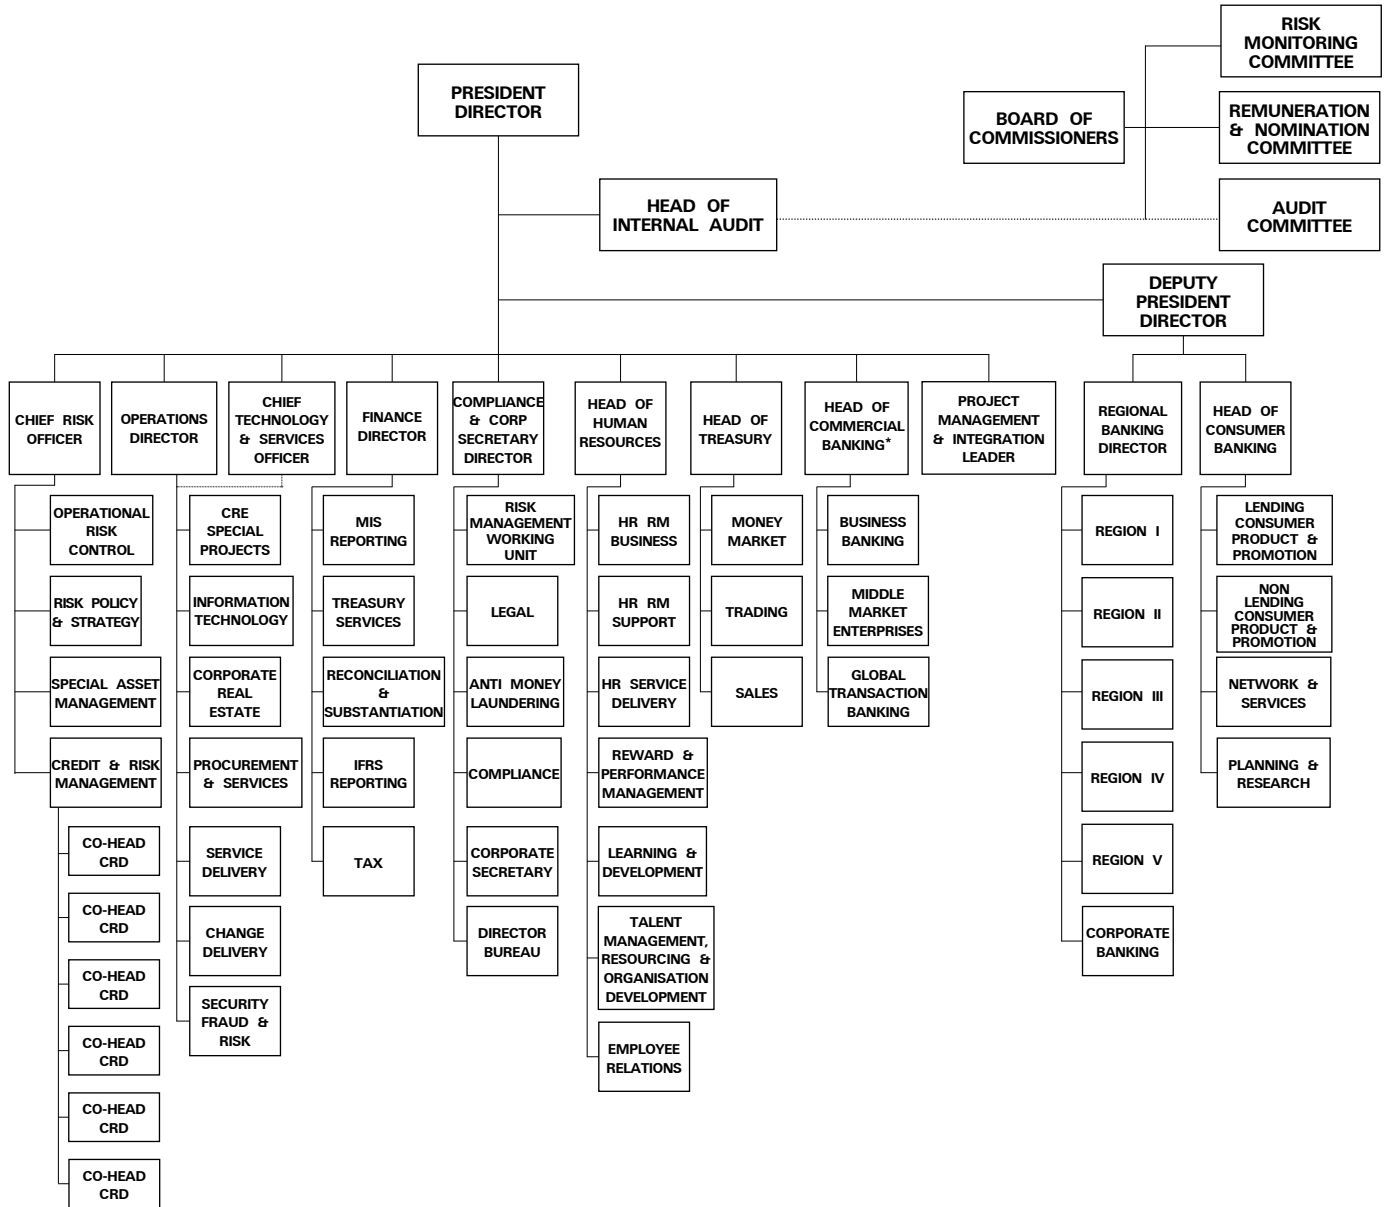 RISK
MONITORING
COMMITTEE
PRESIDENT
DIRECTOR
BOARD OF
COMMISSIONERS
REMUNERATION
& NOMINATION
COMMITTEE
HEAD OF
INTERNAL AUDIT
AUDIT
COMMITTEE
DEPUTY
PRESIDENT
DIRECTOR
CHIEF RISK
OFFICER
OPERATIONS
DIRECTOR
CHIEF
TECHNOLOGY
& SERVICES
OFFICER
FINANCE
DIRECTOR
COMPLIANCE
& CORP
SECRETARY
DIRECTOR
HEAD OF
HUMAN
RESOURCES
HEAD OF
TREASURY
HEAD OF
COMMERCIAL
BANKING*
PROJECT
MANAGEMENT
& INTEGRATION
LEADER
REGIONAL
BANKING
DIRECTOR
HEAD OF
CONSUMER
BANKING
OPERATIONAL
RISK
CONTROL
RISK POLICY
& STRATEGY
SPECIAL ASSET
MANAGEMENT
CREDIT & RISK
MANAGEMENT
CO-HEAD
CRD
CO-HEAD
CRD
CO-HEAD
CRD
CO-HEAD
CRD
CO-HEAD
CRD
CO-HEAD
CRD
CRE
SPECIAL
PROJECTS
INFORMATION
TECHNOLOGY
CORPORATE
REAL
ESTATE
PROCUREMENT
& SERVICES
SERVICE
DELIVERY
CHANGE
DELIVERY
SECURITY
FRAUD &
RISK
MIS
REPORTING
TREASURY
SERVICES
RECONCILIATION
&
SUBSTANTIATION
IFRS
REPORTING
TAX
RISK
MANAGEMENT
WORKING
UNIT
LEGAL
ANTI MONEY
LAUNDERING
COMPLIANCE
CORPORATE
SECRETARY
DIRECTOR
BUREAU
HR RM
BUSINESS
HR RM
SUPPORT
HR SERVICE
DELIVERY
REWARD &
PERFORMANCE
MANAGEMENT
LEARNING &
DEVELOPMENT
TALENT
MANAGEMENT,
RESOURCING &
ORGANISATION
DEVELOPMENT
EMPLOYEE
RELATIONS
MONEY
MARKET
TRADING
SALES
BUSINESS
BANKING
MIDDLE
MARKET
ENTERPRISES
GLOBAL
TRANSACTION
BANKING
REGION I
REGION II
REGION III
REGION IV
REGION V
CORPORATE
BANKING
LENDING
CONSUMER
PRODUCT &
PROMOTION
NON
LENDING
CONSUMER
PRODUCT &
PROMOTION
NETWORK &
SERVICES
PLANNING &
RESEARCH